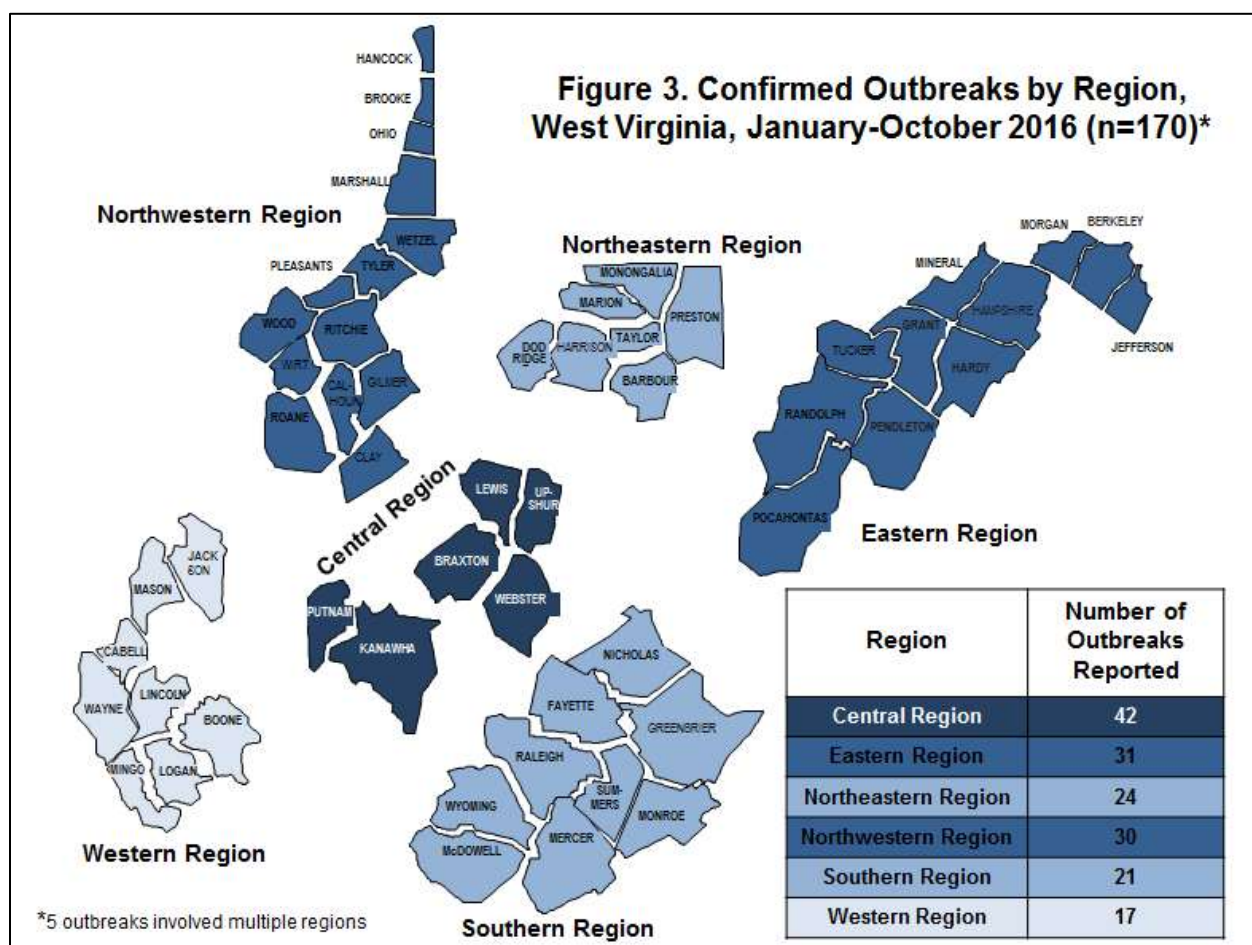 Figure 3. Confirmed Outbreaks by Region,
West Virginia, January-October 2016 (n=170)*
HANCOCK
BROOKE
OHIO
MARSHALL
Northwestern Region
WETZEL
PLEASANTS
TYLER
WOOD
RITCHIE
WIRT
CAL-
HOUN
GILMER
ROANE
CLAY
Northeastern Region
MONONGALIA
MARION
PRESTON
TAYLOR
DOD
RIDGE
HARRISON
BARBOUR
MORGAN
BERKELEY
MINERAL
HAMPSHIRE
GRANT
JEFFERSON
TUCKER
HARDY
RANDOLPH
PENDLETON
POCAHONTAS
Eastern Region
Central Region
LEWIS
UP-
SHUR
BRAXTON
WEBSTER
PUTNAM
KANAWHA
JACK
SON
MASON
CABELL
LINCOLN
WAYNE
BOONE
MINGO
LOGAN
Western Region
NICHOLAS
FAYETTE
GREENBRIER
RALEIGH
SUM-
MERS
WYOMING
MONROE
MERCER
McDOWELL
Southern Region
*5 outbreaks involved multiple regions
Region
Number of
Outbreaks
Reported
Central Region 42
Eastern Region 31
Northeastern Region 24
Northwestern Region 30
Southern Region 21
Western Region 17